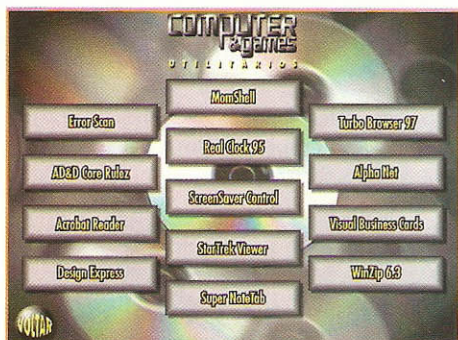 COMPUTER
& games
UTILITÁRIOS
MomShell
Error Scan
Turbo Browser 97
Real Clock 95
AD&D Core Rulez
Alpha Net
ScreenSaver Control
Acrobat Reader
Visual Business Cards
StarTrek Viewer
Design Express
WinZip 6.3
Super NoteTab
VOLTAR